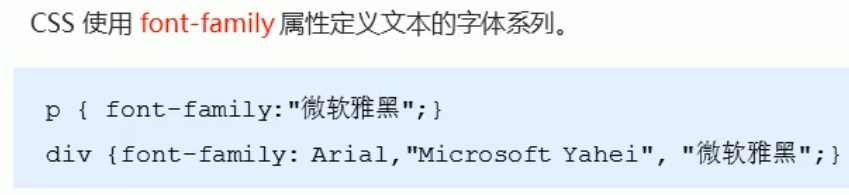 CSS 使用 font-family 属性定义文本的字体系列。
p { font-family:"微软雅黑";}
div {font-family: Arial,"Microsoft Yahei", "微软雅黑";}